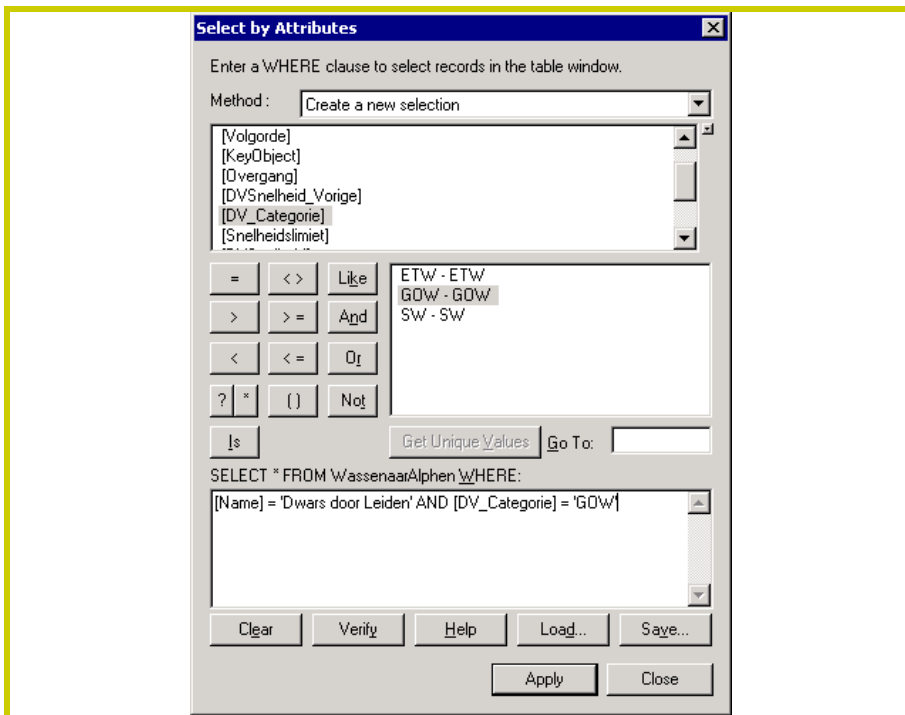 Select by Attributes
Enter a WHERE clause to select records in the table window.
Method : Create a new selection
[Volgorde]
[KeyObject]
[Overgang]
[DVSnelheid_Vorige]
[DV_Categorie]
[Snelheidslimiet]
= < > Like
> > = And
< < = Or
? * ( ) Not
Is
ETW - ETW
GOW - GOW
SW - SW
Get Unique Values Go To:
SELECT * FROM WassenaarAlphen WHERE:
[Name] = 'Dwars door Leiden' AND [DV_Categorie] = 'GOW'
Clear Verify Help Load... Save...
Apply Close